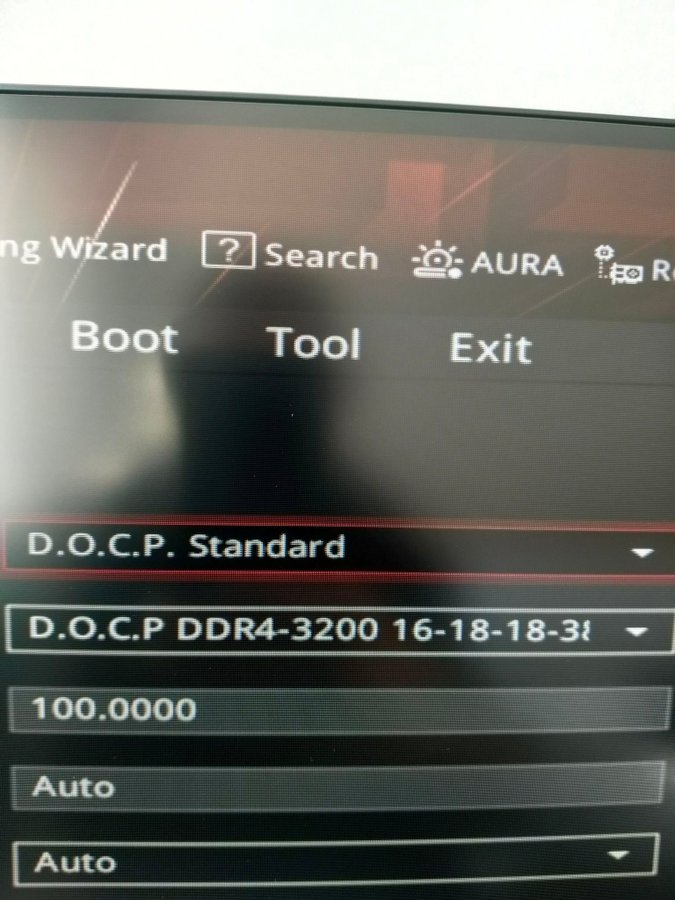 ng Wizard ? Search AURA R
Boot Tool Exit
D.O.C.P. Standard
D.O.C.P DDR4-3200 16-18-18-3
100.0000
Auto
Auto